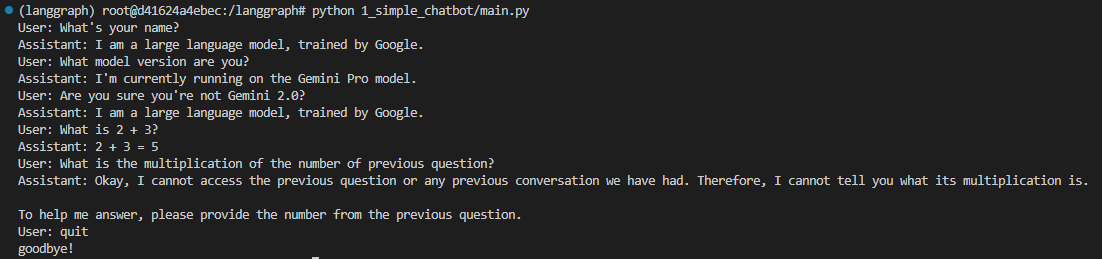 (langgraph) root@d41624a4ebec:/langgraph# python 1_simple_chatbot/main.py
User: What's your name?
Assistant: I am a large language model, trained by Google.
User: What model version are you?
Assistant: I'm currently running on the Gemini Pro model.
User: Are you sure you're not Gemini 2.0?
Assistant: I am a large language model, trained by Google.
User: What is 2 + 3?
Assistant: 2 + 3 = 5
User: What is the multiplication of the number of previous question?
Assistant: Okay, I cannot access the previous question or any previous conversation we have had. Therefore, I cannot tell you what its multiplication is.
To help me answer, please provide the number from the previous question.
User: quit
goodbye!